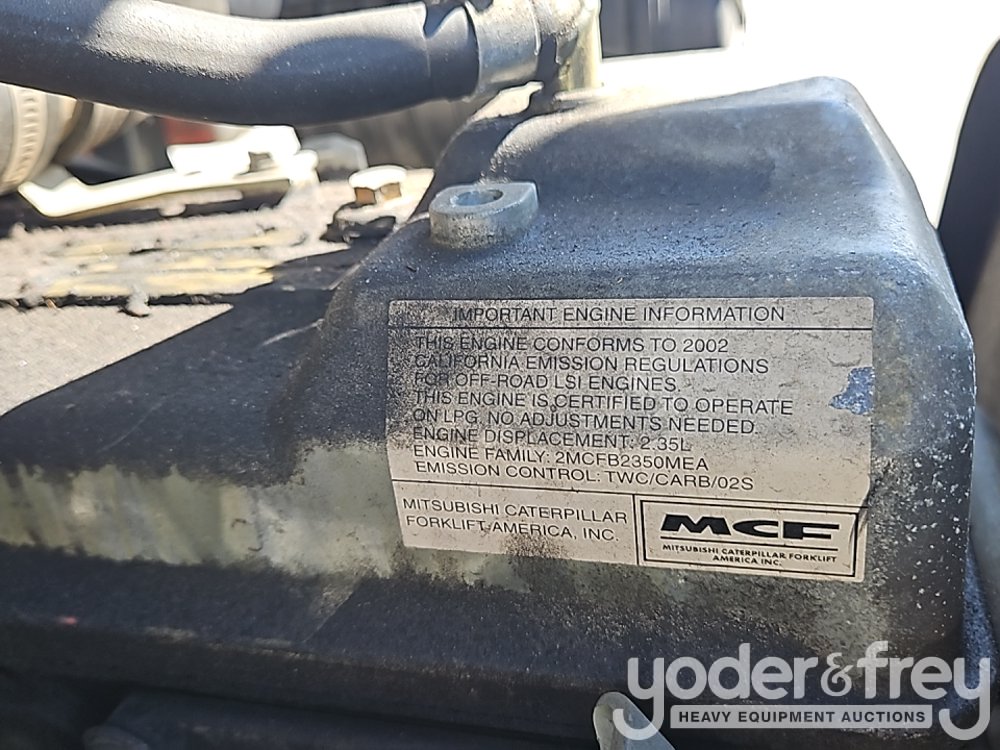 IMPORTANT ENGINE INFORMATION
THIS ENGINE CONFORMS TO 2002
CALIFORNIA EMISSION REGULATIONS
FOR OFF-ROAD LSI ENGINES.
THIS ENGINE IS CERTIFIED TO OPERATE
ON LPG. NO ADJUSTMENTS NEEDED.
ENGINE DISPLACEMENT: 2.35L
ENGINE FAMILY: 2MCFB2350MEA
EMISSION CONTROL: TWC/CARB/02S
MITSUBISHI CATERPILLAR
FORKLIFT AMERICA, INC.
MCF
MITSUBISHI CATERPILLAR FORKLIFT
AMERICA INC.
yoder&frey
HEAVY EQUIPMENT AUCTIONS